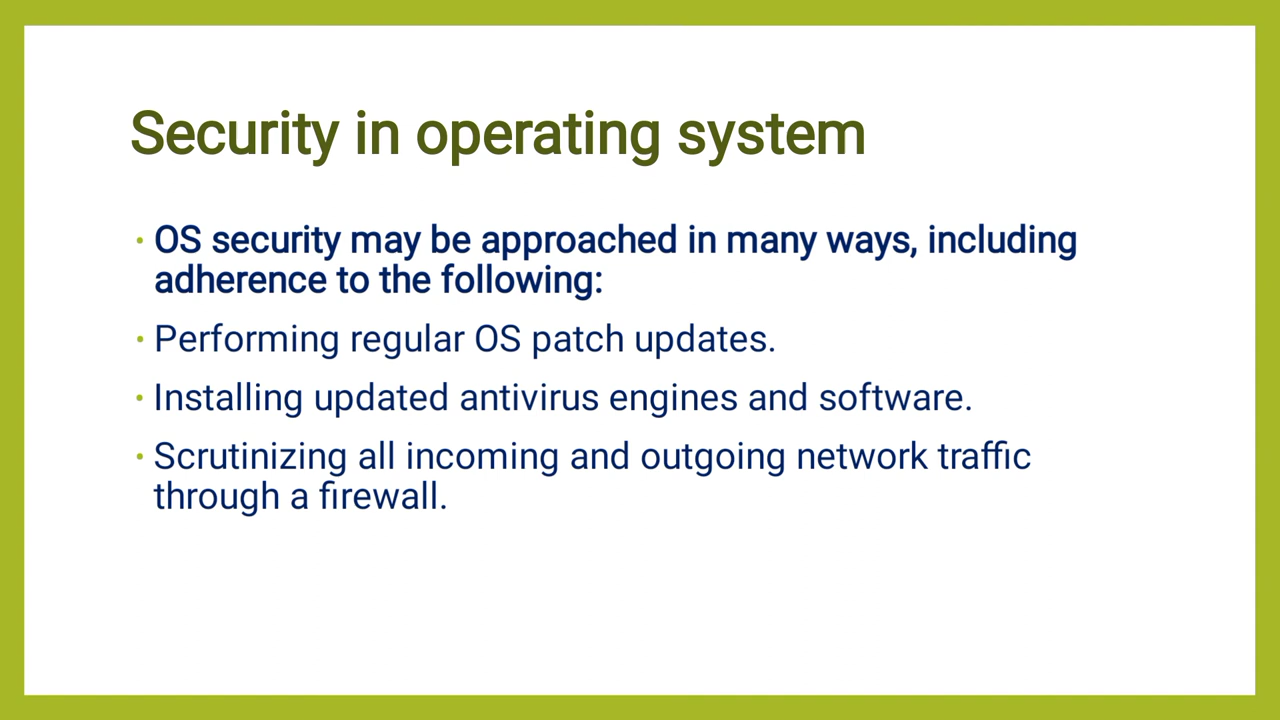 Security in operating system
• OS security may be approached in many ways, including
adherence to the following:
• Performing regular OS patch updates.
• Installing updated antivirus engines and software.
• Scrutinizing all incoming and outgoing network traffic
through a firewall.